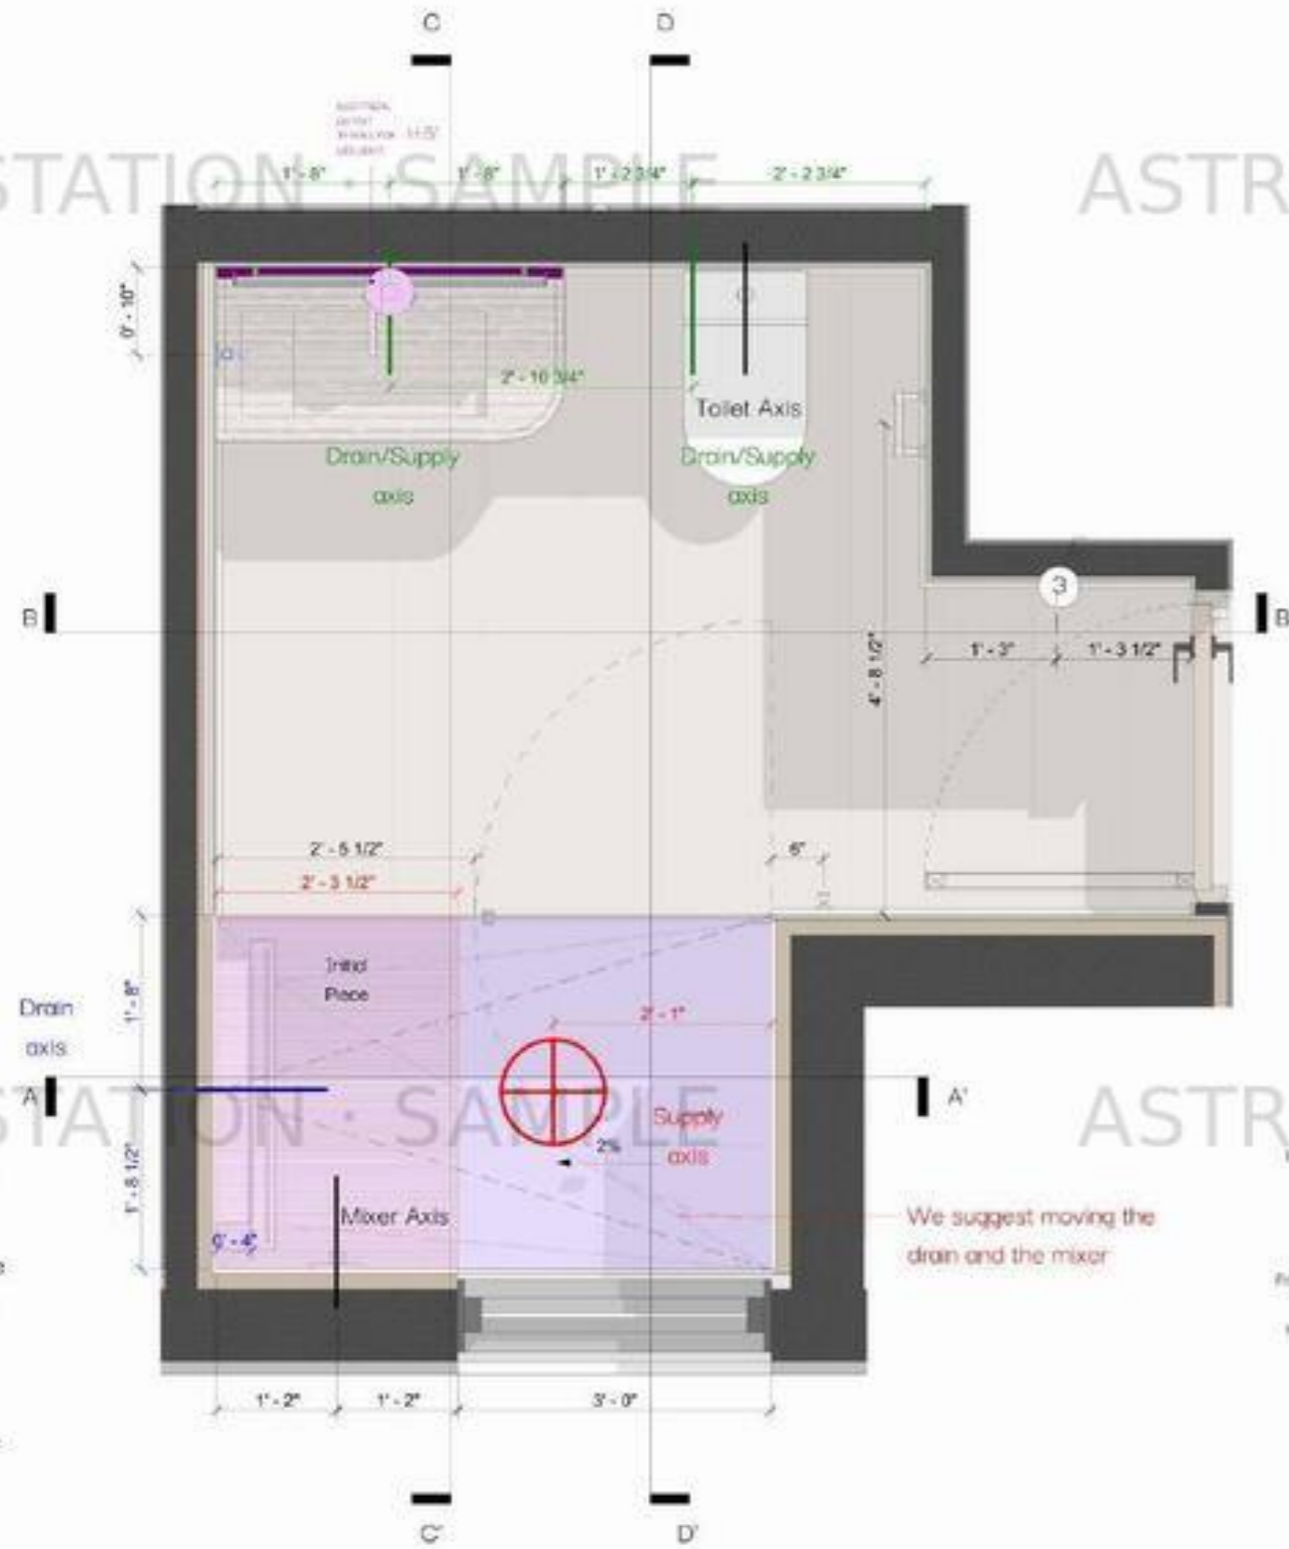 C
D
1' - 8"
1' - 8"
1' - 2 3/4"
2' - 2 3/4"
STATION · SAMPLE
ASTR
0' - 10"
2' - 10 3/4"
Toilet Axis
Drain/Supply
axis
Drain/Supply
axis
3
B
B
1' - 3"
1' - 3 1/2"
4' - 8 1/2"
2' - 5 1/2"
6"
2' - 3 1/2"
Initial
Piece
Drain
axis
1' - 8"
2' - 1"
A
A'
STATION · SAMPLE
ASTR
Supply
axis
2%
1' - 8 1/2"
Mixer Axis
We suggest moving the
drain and the mixer
1' - 2"
1' - 2"
3' - 0"
C'
D'